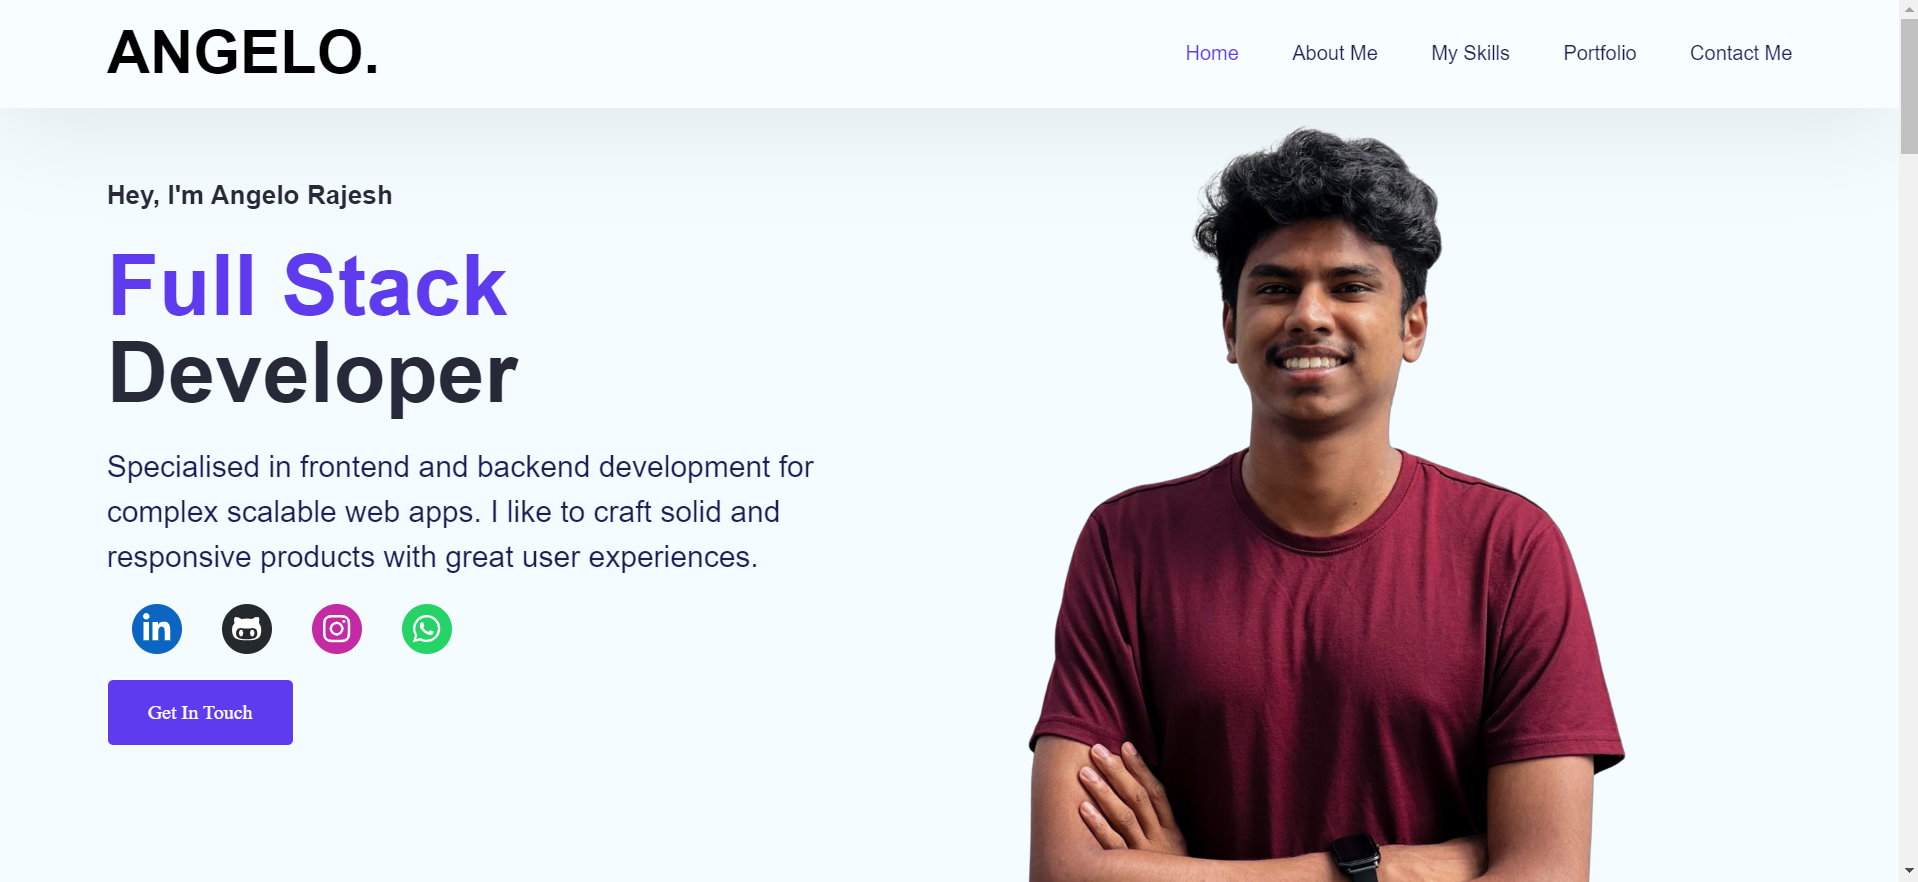 ANGELO.
Home
About Me
My Skills
Portfolio
Contact Me
Hey, I'm Angelo Rajesh
Full Stack
Developer
Specialised in frontend and backend development for
complex scalable web apps. I like to craft solid and
responsive products with great user experiences.
in
Get In Touch